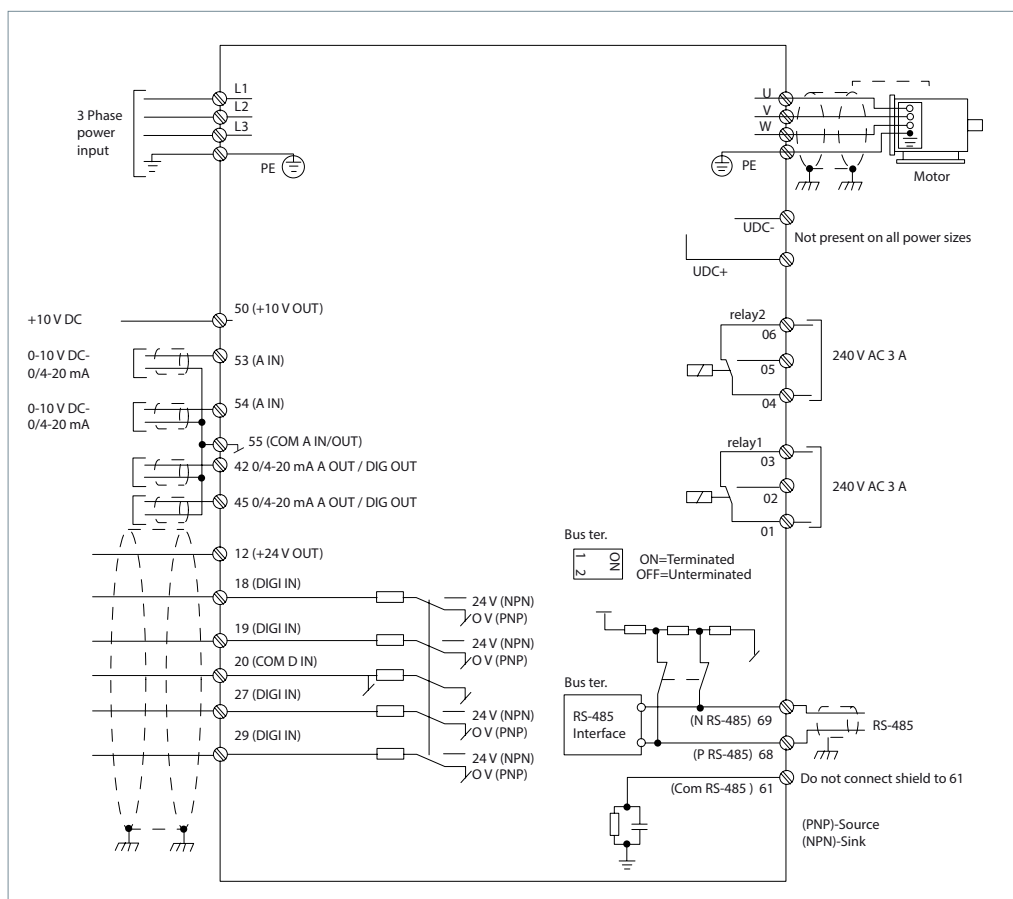 3 Phase
power
input
L1
L2
L3
PE
U
V
W
PE
Motor
UDC-
Not present on all power sizes
UDC+
+10 V DC
50 (+10 V OUT)
0-10 V DC-
0/4-20 mA
53 (A IN)
0-10 V DC-
0/4-20 mA
54 (A IN)
55 (COM A IN/OUT)
42 0/4-20 mA A OUT / DIG OUT
45 0/4-20 mA A OUT / DIG OUT
12 (+24 V OUT)
18 (DIGI IN)
24 V (NPN)
O V (PNP)
19 (DIGI IN)
24 V (NPN)
O V (PNP)
20 (COM D IN)
27 (DIGI IN)
24 V (NPN)
O V (PNP)
29 (DIGI IN)
24 V (NPN)
O V (PNP)
relay2
06
05
04
240 V AC 3 A
relay1
03
02
01
240 V AC 3 A
Bus ter.
1
2
ON
ON=Terminated
OFF=Unterminated
Bus ter.
RS-485
Interface
(N RS-485) 69
RS-485
(P RS-485) 68
(Com RS-485 ) 61
Do not connect shield to 61
(PNP)-Source
(NPN)-Sink